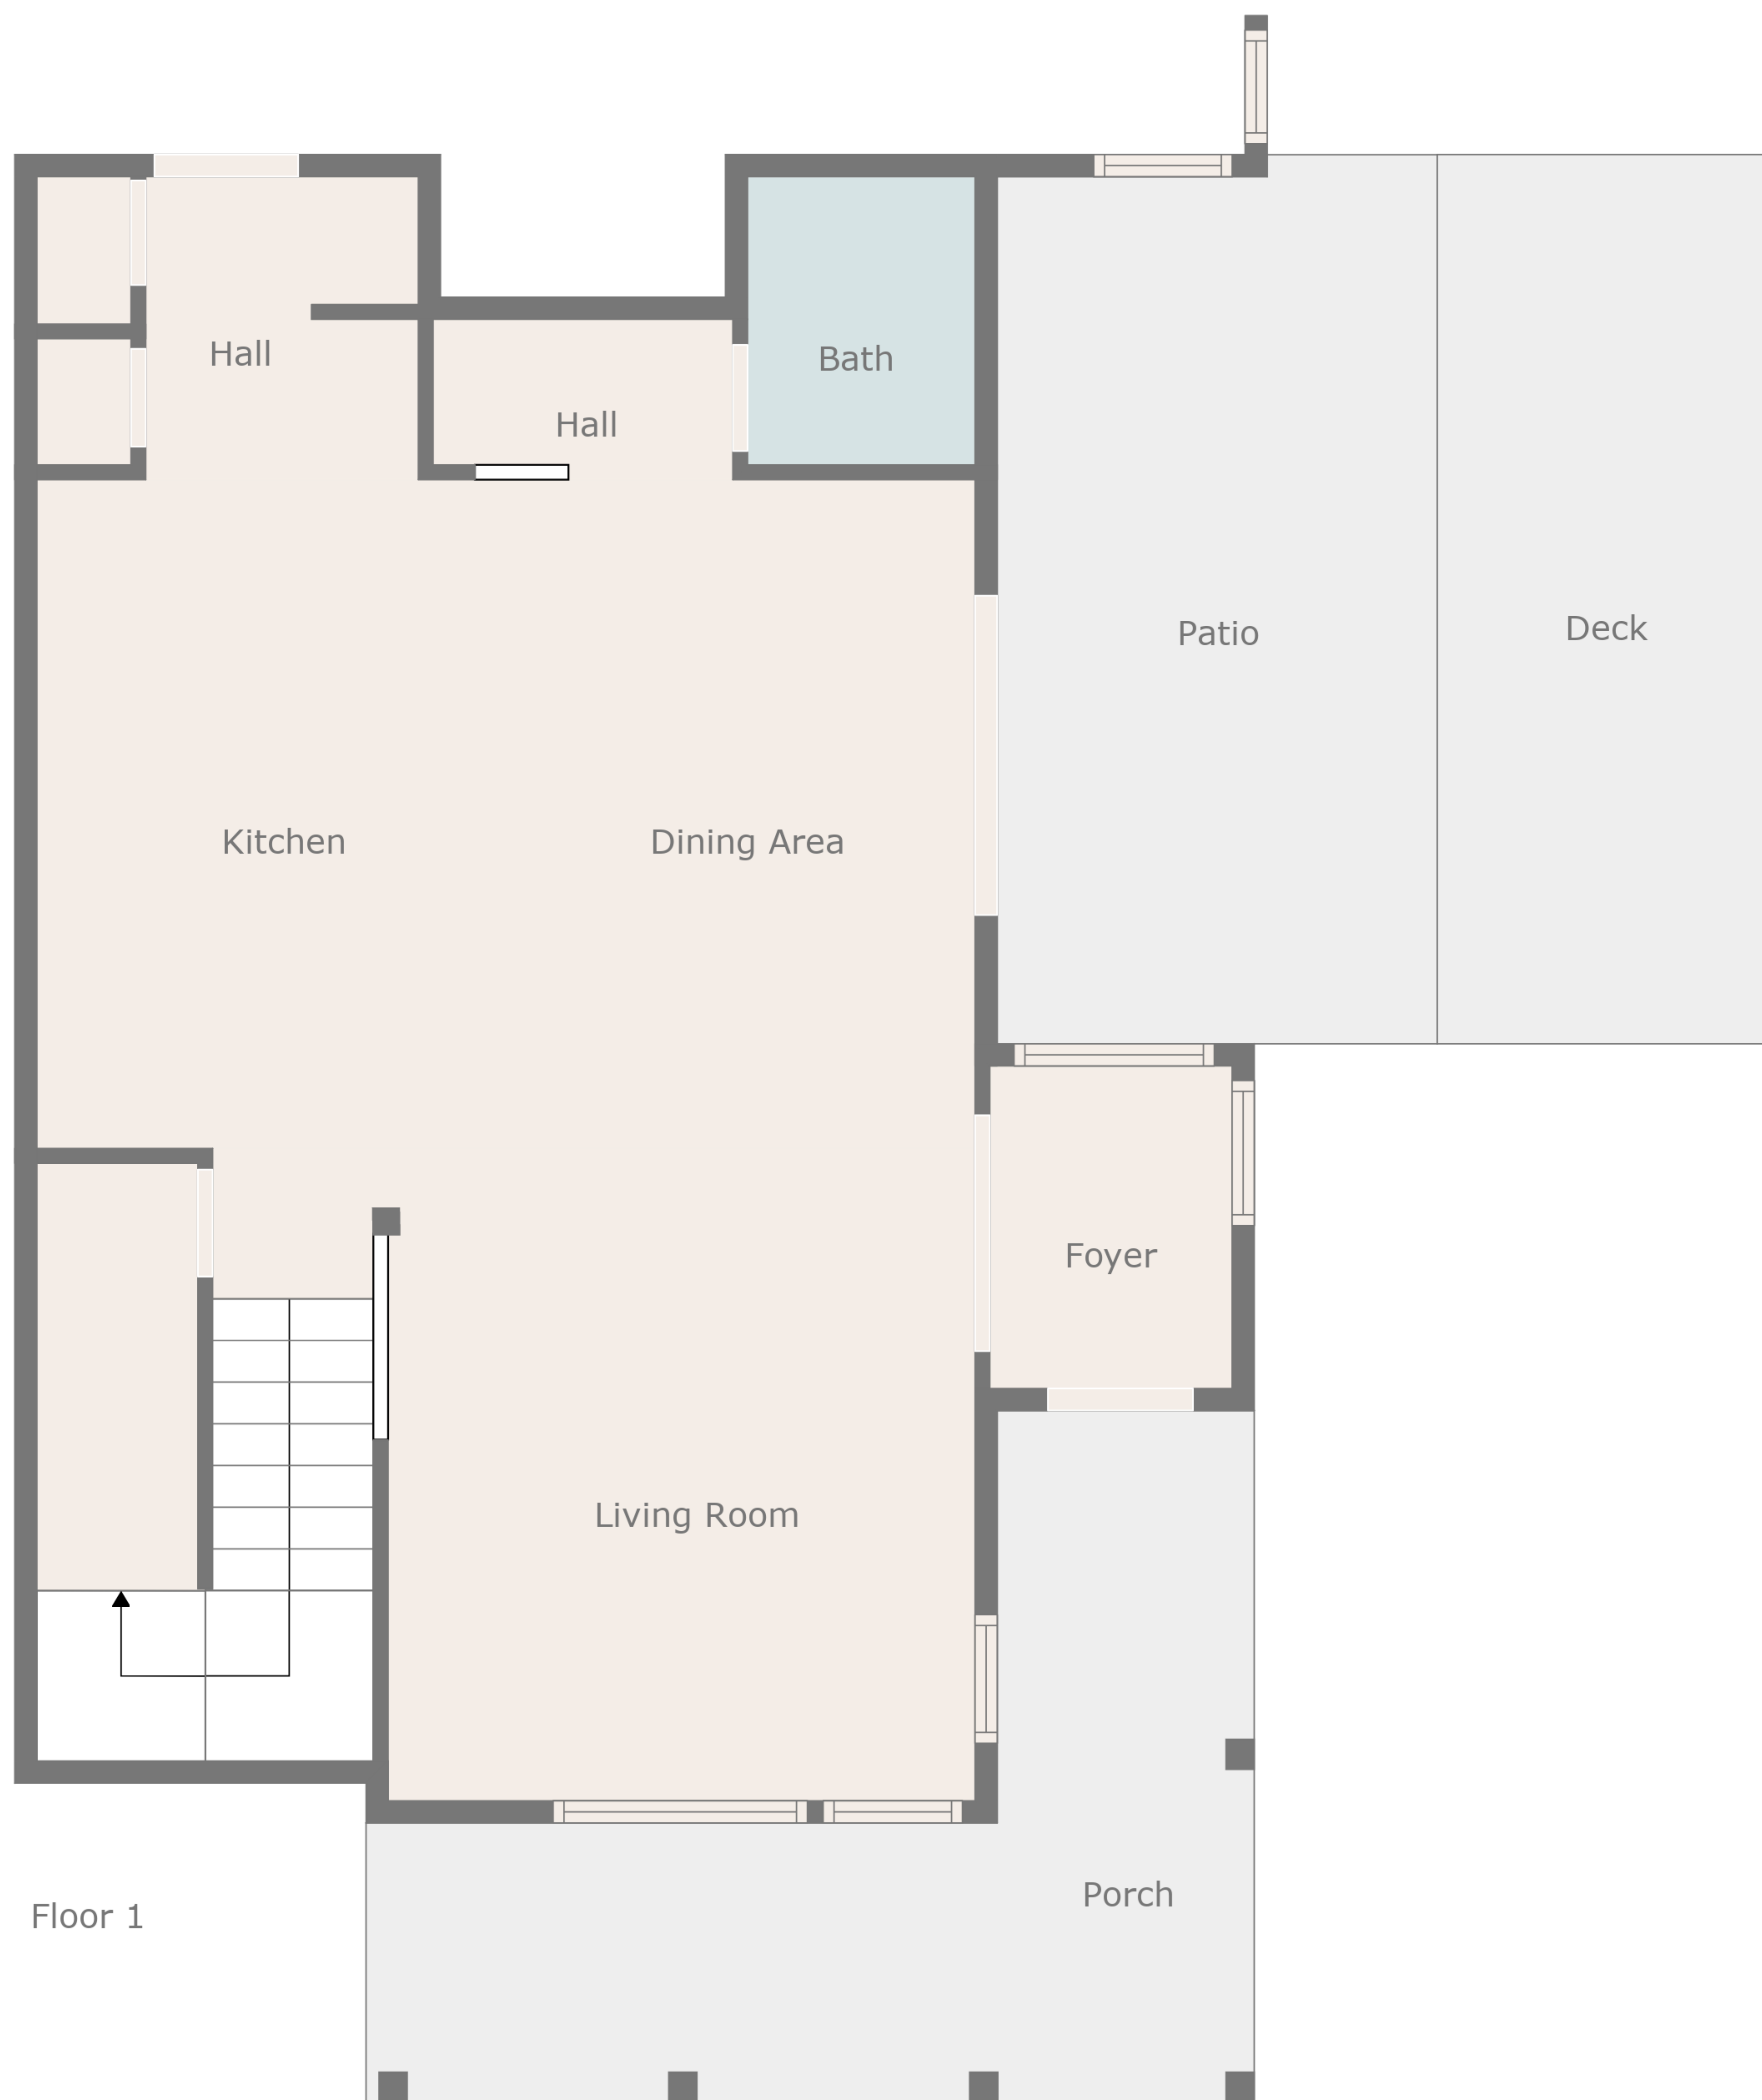 Hall
Bath
Hall
Patio
Deck
Kitchen
Dining Area
Foyer
Living Room
Porch
Floor 1